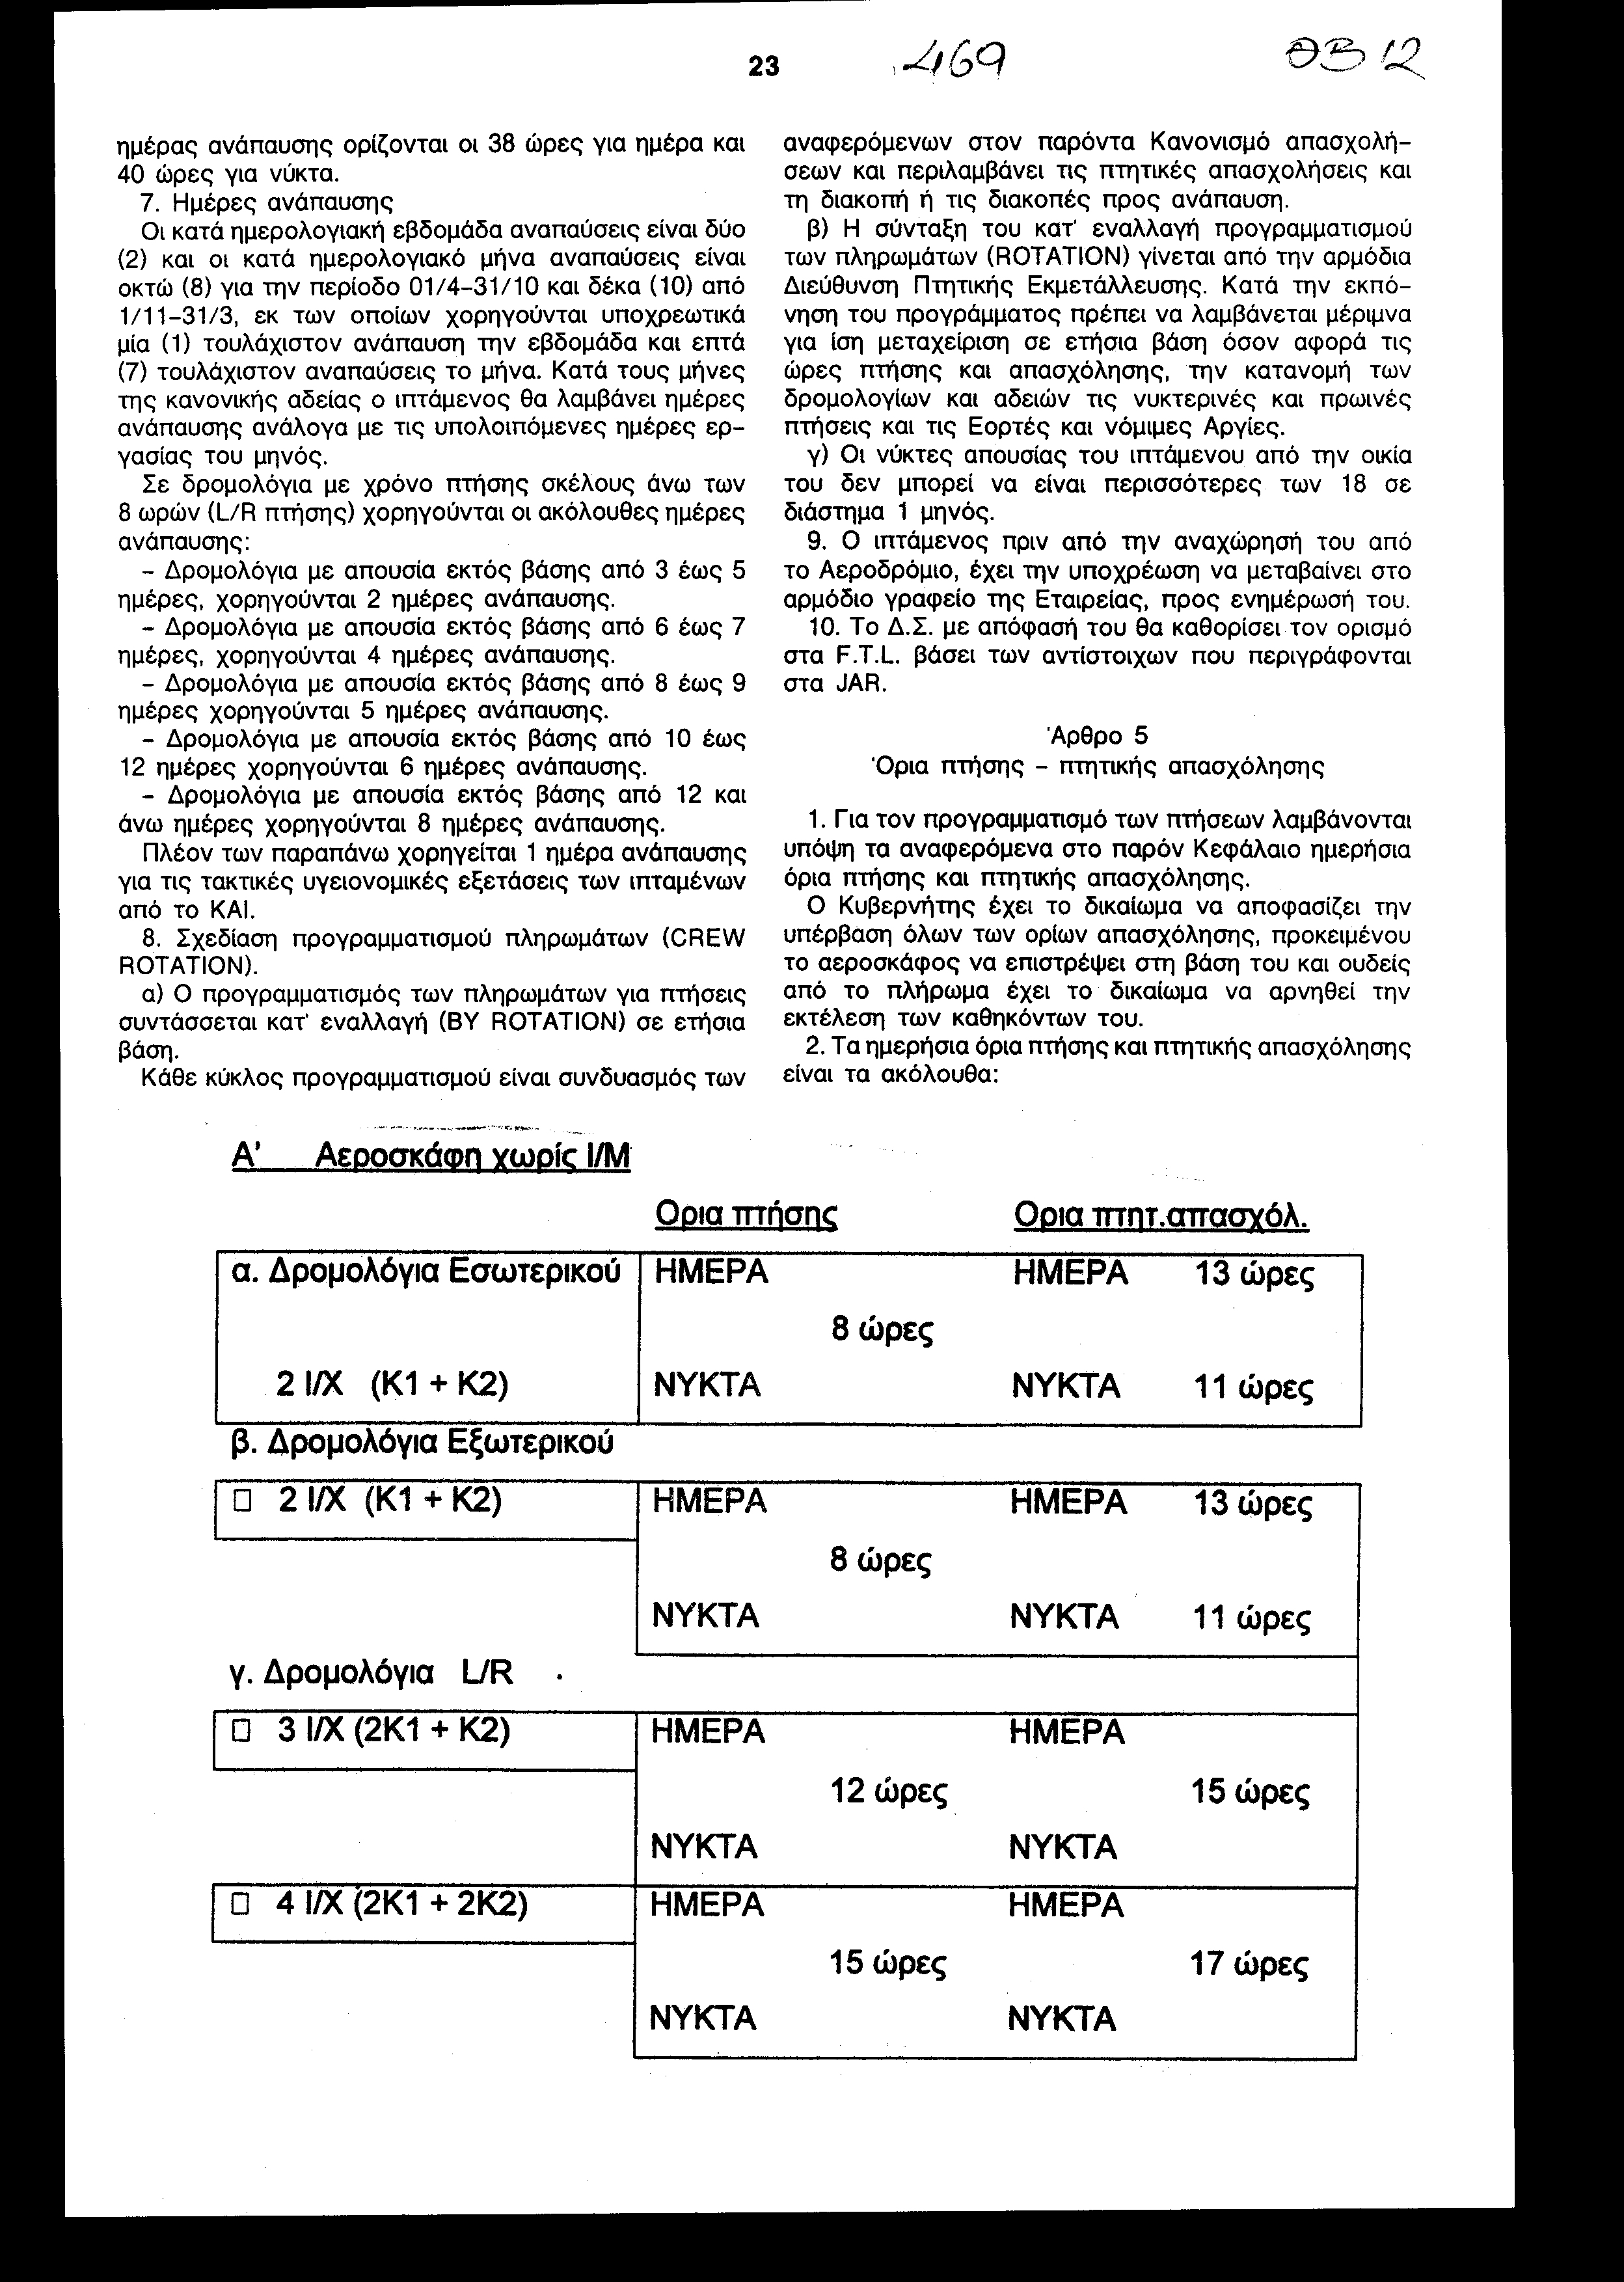 23 469 ΘΒ 12
ημέρας ανάπαυσης ορίζονται οι 38 ώρες για ημέρα και
40 ώρες για νύκτα.
7. Ημέρες ανάπαυσης
Οι κατά ημερολογιακή εβδομάδα αναπαύσεις είναι δύο
(2) και οι κατά ημερολογιακό μήνα αναπαύσεις είναι
οκτώ (8) για την περίοδο 01/4-31/10 και δέκα (10) από
1/11-31/3, εκ των οποίων χορηγούνται υποχρεωτικά
μία (1) τουλάχιστον ανάπαυση την εβδομάδα και επτά
(7) τουλάχιστον αναπαύσεις το μήνα. Κατά τους μήνες
της κανονικής αδείας ο ιπτάμενος θα λαμβάνει ημέρες
ανάπαυσης ανάλογα με τις υπολοιπόμενες ημέρες ερ-
γασίας του μηνός.
Σε δρομολόγια με χρόνο πτήσης σκέλους άνω των
8 ωρών (L/R πτήσης) χορηγούνται οι ακόλουθες ημέρες
ανάπαυσης:
- Δρομολόγια με απουσία εκτός βάσης από 3 έως 5
ημέρες, χορηγούνται 2 ημέρες ανάπαυσης.
- Δρομολόγια με απουσία εκτός βάσης από 6 έως 7
ημέρες, χορηγούνται 4 ημέρες ανάπαυσης.
- Δρομολόγια με απουσία εκτός βάσης από 8 έως 9
ημέρες χορηγούνται 5 ημέρες ανάπαυσης.
- Δρομολόγια με απουσία εκτός βάσης από 10 έως
12 ημέρες χορηγούνται 6 ημέρες ανάπαυσης.
- Δρομολόγια με απουσία εκτός βάσης από 12 και
άνω ημέρες χορηγούνται 8 ημέρες ανάπαυσης.
Πλέον των παραπάνω χορηγείται 1 ημέρα ανάπαυσης
για τις τακτικές υγειονομικές εξετάσεις των ιπταμένων
από το ΚΑΙ.
8. Σχεδίαση προγραμματισμού πληρωμάτων (CREW
ROTATION).
α) Ο προγραμματισμός των πληρωμάτων για πτήσεις
συντάσσεται κατ' εναλλαγή (BY ROTATION) σε ετήσια
βάση.
Κάθε κύκλος προγραμματισμού είναι συνδυασμός των
αναφερόμενων στον παρόντα Κανονισμό απασχολή-
σεων και περιλαμβάνει τις πτητικές απασχολήσεις και
τη διακοπή ή τις διακοπές προς ανάπαυση.
β) Η σύνταξη του κατ' εναλλαγή προγραμματισμού
των πληρωμάτων (ROTATION) γίνεται από την αρμόδια
Διεύθυνση Πτητικής Εκμετάλλευσης. Κατά την εκπό-
νηση του προγράμματος πρέπει να λαμβάνεται μέριμνα
για ίση μεταχείριση σε ετήσια βάση όσον αφορά τις
ώρες πτήσης και απασχόλησης, την κατανομή των
δρομολογίων και αδειών τις νυκτερινές και πρωινές
πτήσεις και τις Εορτές και νόμιμες Αργίες.
γ) Οι νύκτες απουσίας του ιπτάμενου από την οικία
του δεν μπορεί να είναι περισσότερες των 18 σε
διάστημα 1 μηνός.
9. Ο ιπτάμενος πριν από την αναχώρησή του από
το Αεροδρόμιο, έχει την υποχρέωση να μεταβαίνει στο
αρμόδιο γραφείο της Εταιρείας, προς ενημέρωσή του.
10. Το Δ.Σ. με απόφασή του θα καθορίσει τον ορισμό
στα F.T.L. βάσει των αντίστοιχων που περιγράφονται
στα JAR.
Άρθρο 5
Όρια πτήσης - πτητικής απασχόλησης
1. Για τον προγραμματισμό των πτήσεων λαμβάνονται
υπόψη τα αναφερόμενα στο παρόν Κεφάλαιο ημερήσια
όρια πτήσης και πτητικής απασχόλησης.
Ο Κυβερνήτης έχει το δικαίωμα να αποφασίζει την
υπέρβαση όλων των ορίων απασχόλησης, προκειμένου
το αεροσκάφος να επιστρέψει στη βάση του και ουδείς
από το πλήρωμα έχει το δικαίωμα να αρνηθεί την
εκτέλεση των καθηκόντων του.
2. Τα ημερήσια όρια πτήσης και πτητικής απασχόλησης
είναι τα ακόλουθα:
Α' Αεροσκάφη χωρίς Ι/Μ
Ορια πτήσης Ορια πτητ.απασχόλ.
α. Δρομολόγια Εσωτερικού ΗΜΕΡΑ ΗΜΕΡΑ 13 ώρες
8 ώρες
2 Ι/Χ (Κ1 + Κ2) ΝΥΚΤΑ ΝΥΚΤΑ 11 ώρες
β. Δρομολόγια Εξωτερικού
□ 2 Ι/Χ (Κ1 + Κ2) ΗΜΕΡΑ ΗΜΕΡΑ 13 ώρες
8 ώρες
ΝΥΚΤΑ ΝΥΚΤΑ 11 ώρες
γ. Δρομολόγια L/R
□ 3 Ι/Χ (2Κ1 + Κ2) ΗΜΕΡΑ ΗΜΕΡΑ
12 ώρες 15 ώρες
ΝΥΚΤΑ ΝΥΚΤΑ
□ 4 Ι/Χ (2Κ1 + 2Κ2) ΗΜΕΡΑ ΗΜΕΡΑ
15 ώρες 17 ώρες
ΝΥΚΤΑ ΝΥΚΤΑ